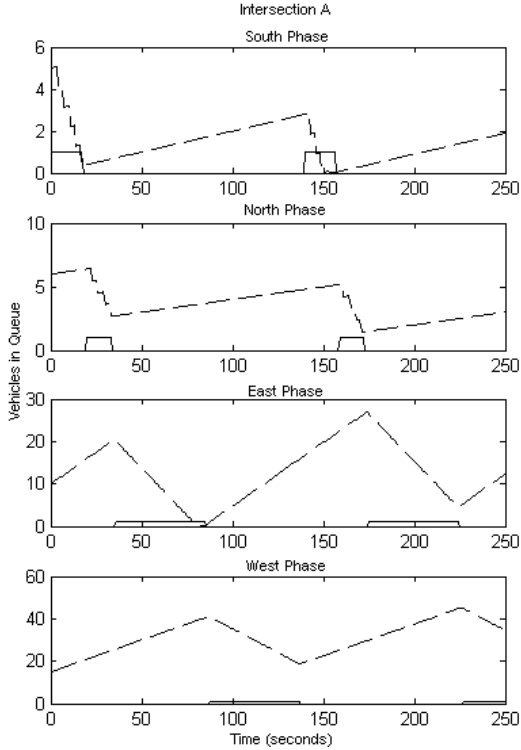 Intersection A
South Phase
6
4
2
0
0 50 100 150 200 250
North Phase
10
5
0
0 50 100 150 200 250
Vehicles in Queue
East Phase
30
20
10
0
0 50 100 150 200 250
West Phase
60
40
20
0
0 50 100 150 200 250
Time (seconds)